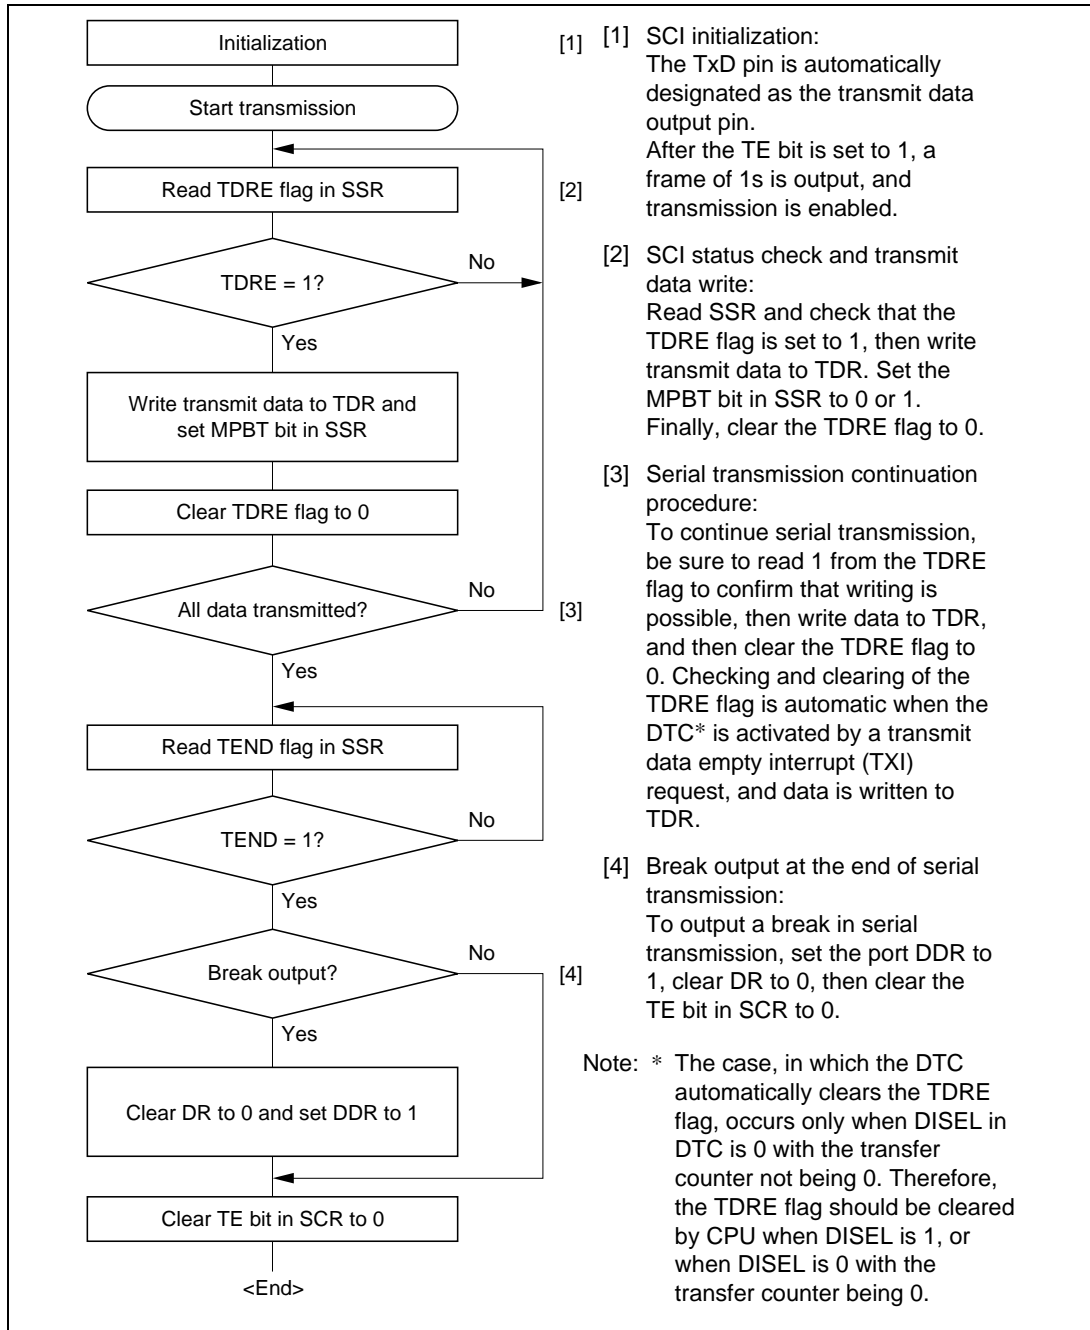 Initialization
[1]
Start transmission
Read TDRE flag in SSR
[2]
TDRE = 1?
No
Yes
Write transmit data to TDR and
set MPBT bit in SSR
Clear TDRE flag to 0
All data transmitted?
No
[3]
Yes
Read TEND flag in SSR
TEND = 1?
No
Yes
Break output?
No
[4]
Yes
Clear DR to 0 and set DDR to 1
Clear TE bit in SCR to 0
<End>
[1] SCI initialization:
The TxD pin is automatically
designated as the transmit data
output pin.
After the TE bit is set to 1, a
frame of 1s is output, and
transmission is enabled.
[2] SCI status check and transmit
data write:
Read SSR and check that the
TDRE flag is set to 1, then write
transmit data to TDR. Set the
MPBT bit in SSR to 0 or 1.
Finally, clear the TDRE flag to 0.
[3] Serial transmission continuation
procedure:
To continue serial transmission,
be sure to read 1 from the TDRE
flag to confirm that writing is
possible, then write data to TDR,
and then clear the TDRE flag to
0. Checking and clearing of the
TDRE flag is automatic when the
DTC* is activated by a transmit
data empty interrupt (TXI)
request, and data is written to
TDR.
[4] Break output at the end of serial
transmission:
To output a break in serial
transmission, set the port DDR to
1, clear DR to 0, then clear the
TE bit in SCR to 0.
Note: * The case, in which the DTC
automatically clears the TDRE
flag, occurs only when DISEL in
DTC is 0 with the transfer
counter not being 0. Therefore,
the TDRE flag should be cleared
by CPU when DISEL is 1, or
when DISEL is 0 with the
transfer counter being 0.